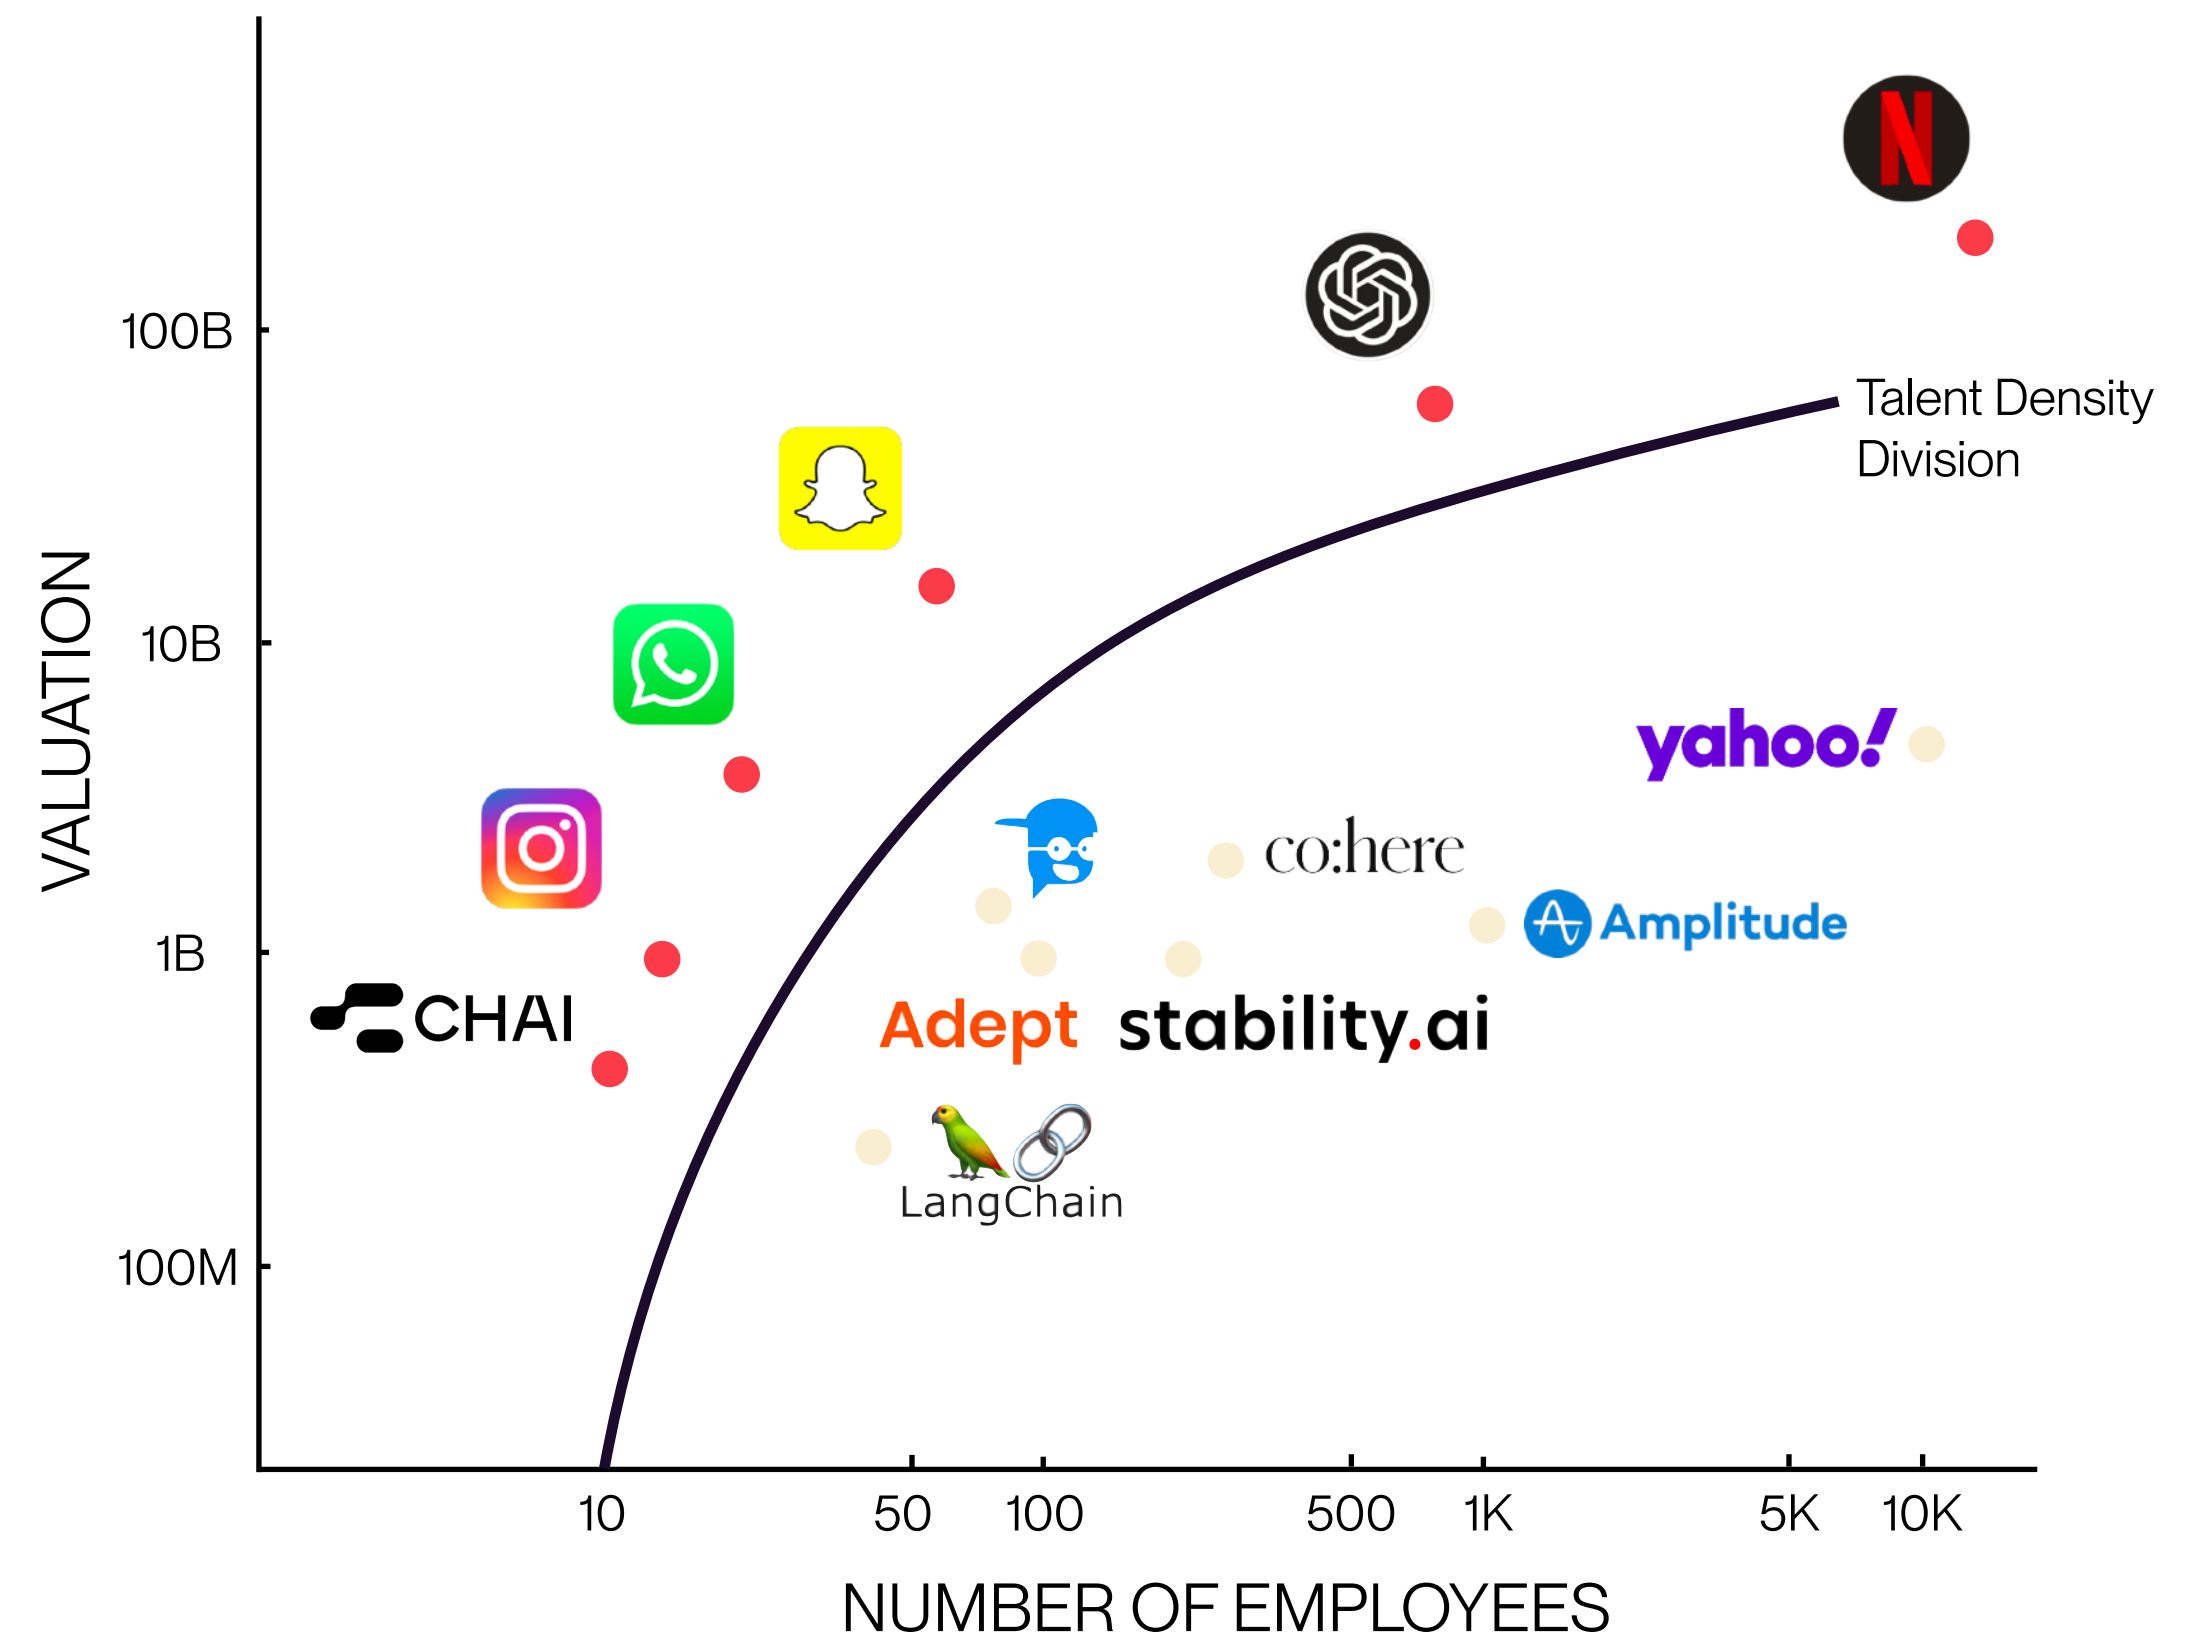 100B
Talent Density
Division
VALUATION
10B
yahoo!
co:here
Amplitude
1B
CHAI
Adept
stability.ai
LangChain
100M
10
50
100
500
1K
5K
10K
NUMBER OF EMPLOYEES
N